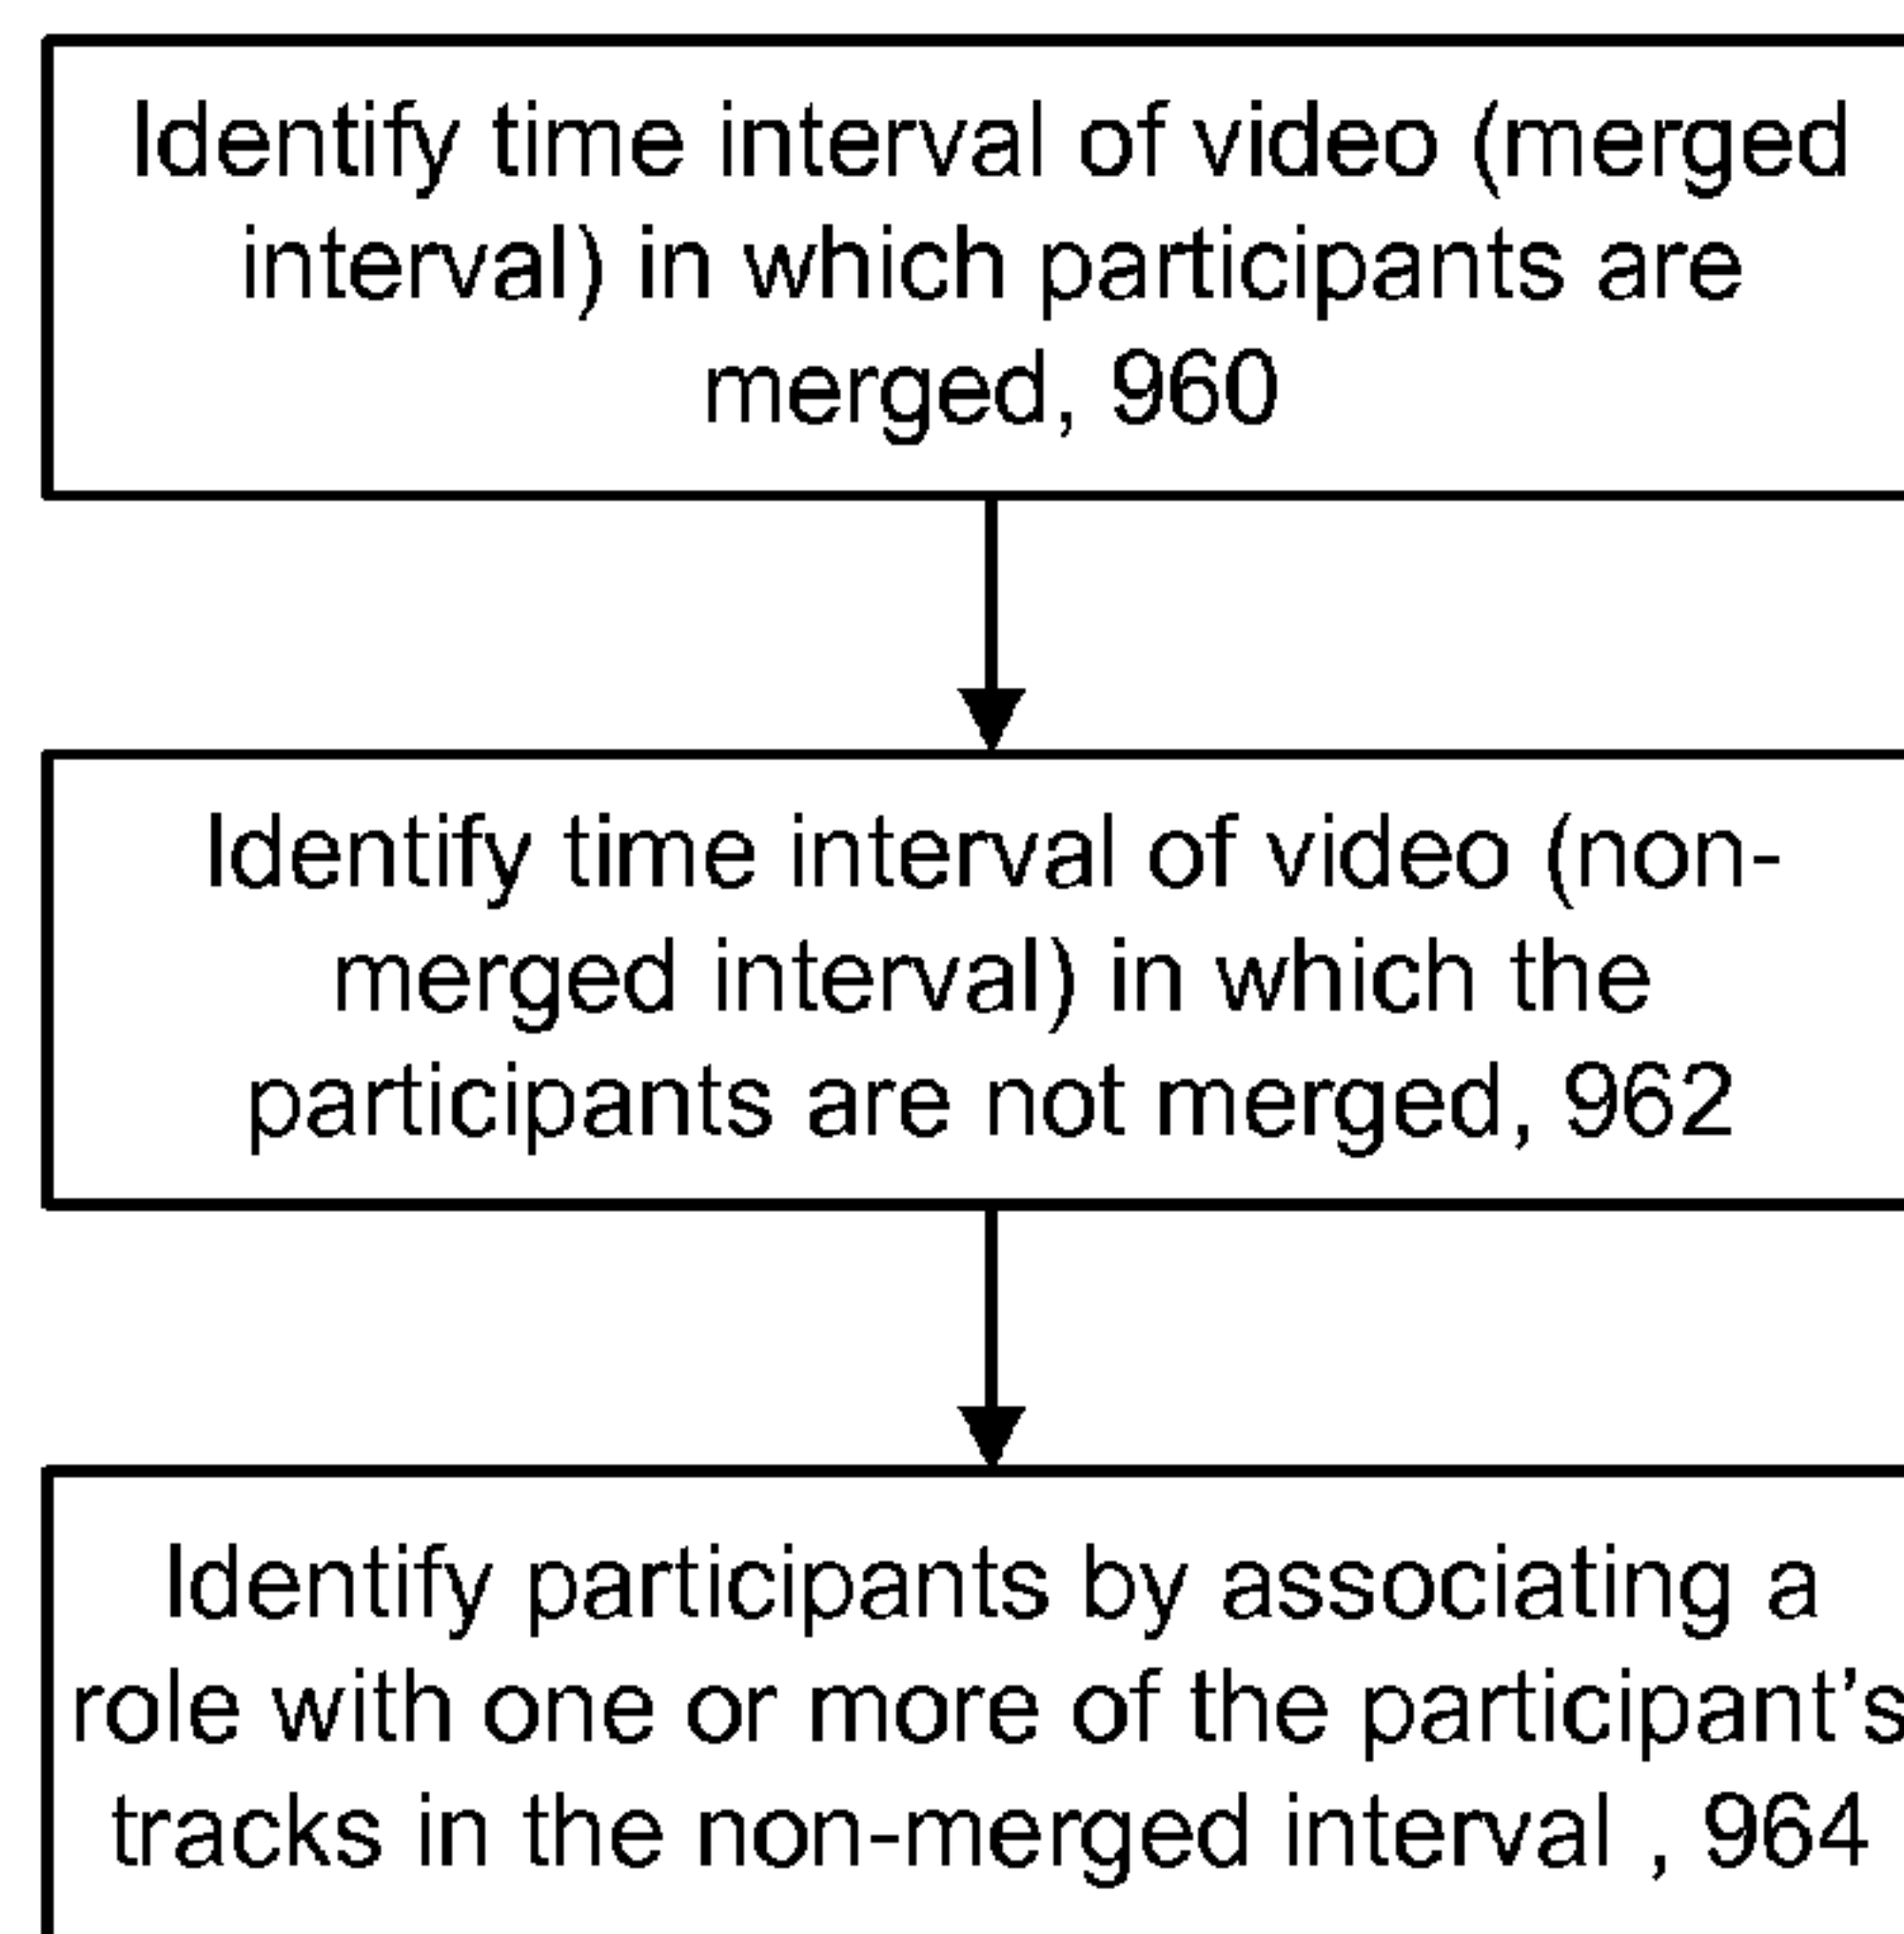 Identify time interval of video (merged
interval) in which participants are
merged, 960
Identify time interval of video (non-
merged interval) in which the
participants are not merged, 962
Identify participants by associating a
role with one or more of the participant’s
tracks in the non-merged interval , 964